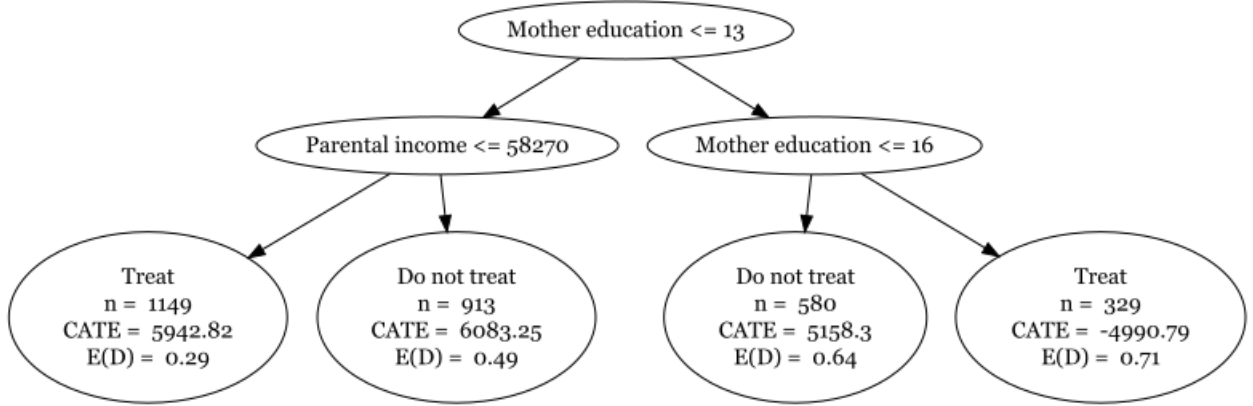 Mother education <= 13
Parental income <= 58270
Mother education <= 16
Treat
n = 1149
CATE = 5942.82
E(D) = 0.29
Do not treat
n = 913
CATE = 6083.25
E(D) = 0.49
Do not treat
n = 580
CATE = 5158.3
E(D) = 0.64
Treat
n = 329
CATE = -4990.79
E(D) = 0.71